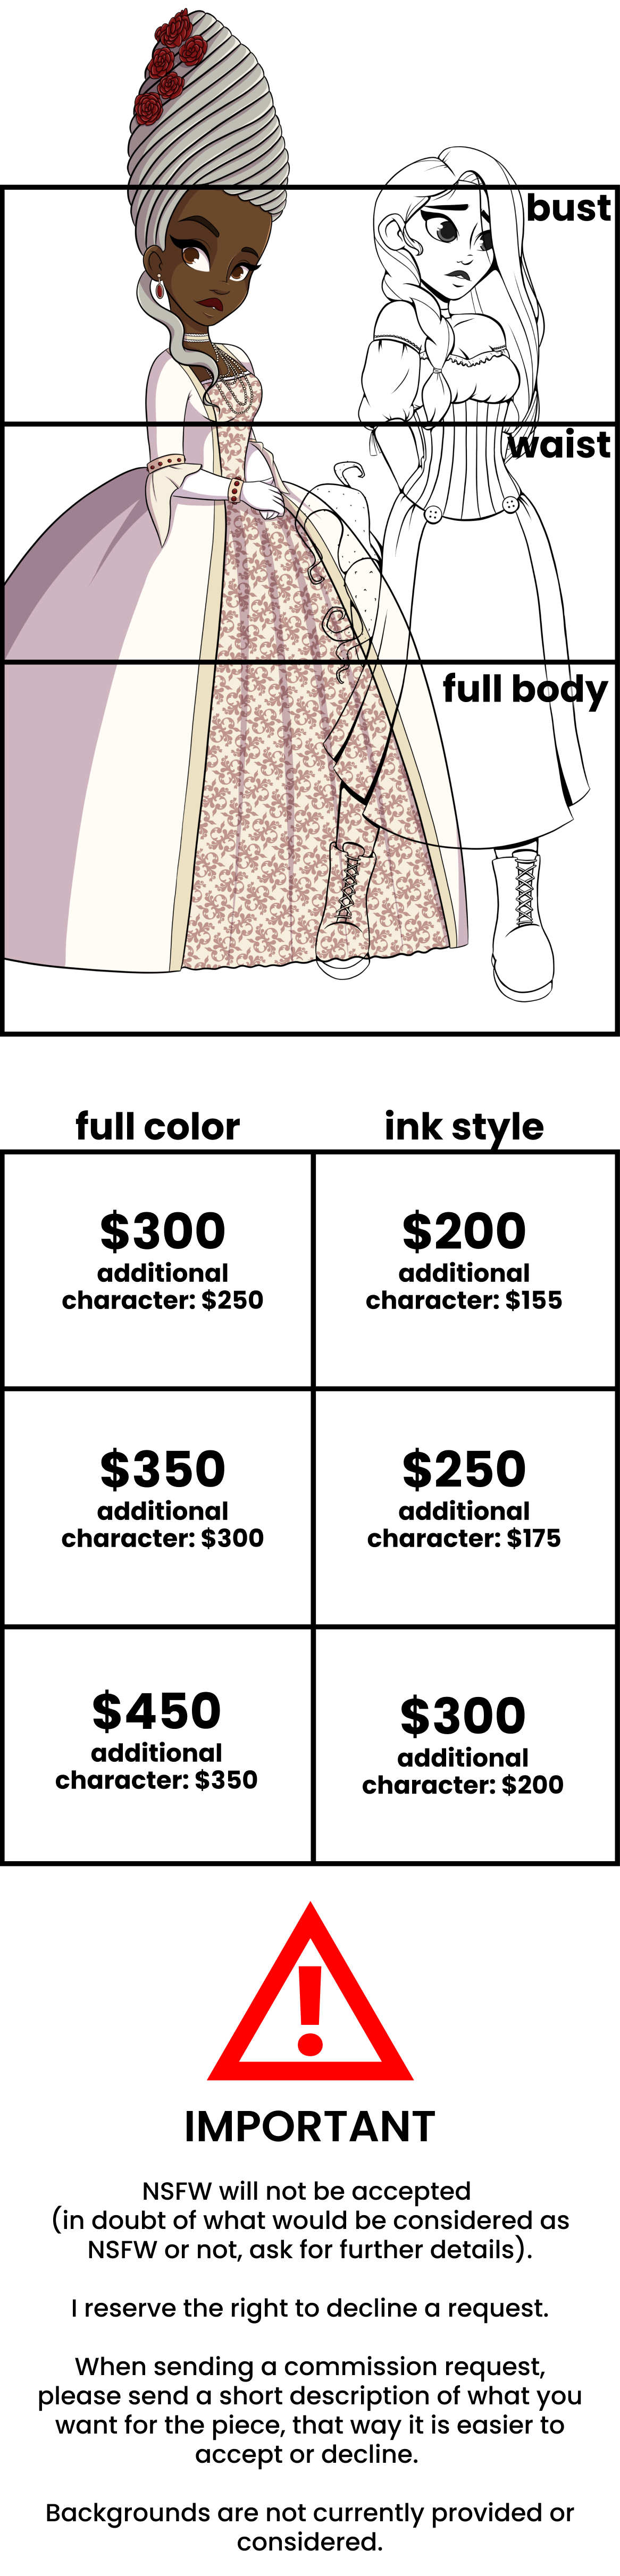 bust
waist
full body
full color
ink style
$300
additional
character: $250
$200
additional
character: $155
$350
additional
character: $300
$250
additional
character: $175
$450
additional
character: $350
$300
additional
character: $200
!
IMPORTANT
NSFW will not be accepted
(in doubt of what would be considered as
NSFW or not, ask for further details).
I reserve the right to decline a request.
When sending a commission request,
please send a short description of what you
want for the piece, that way it is easier to
accept or decline.
Backgrounds are not currently provided or
considered.